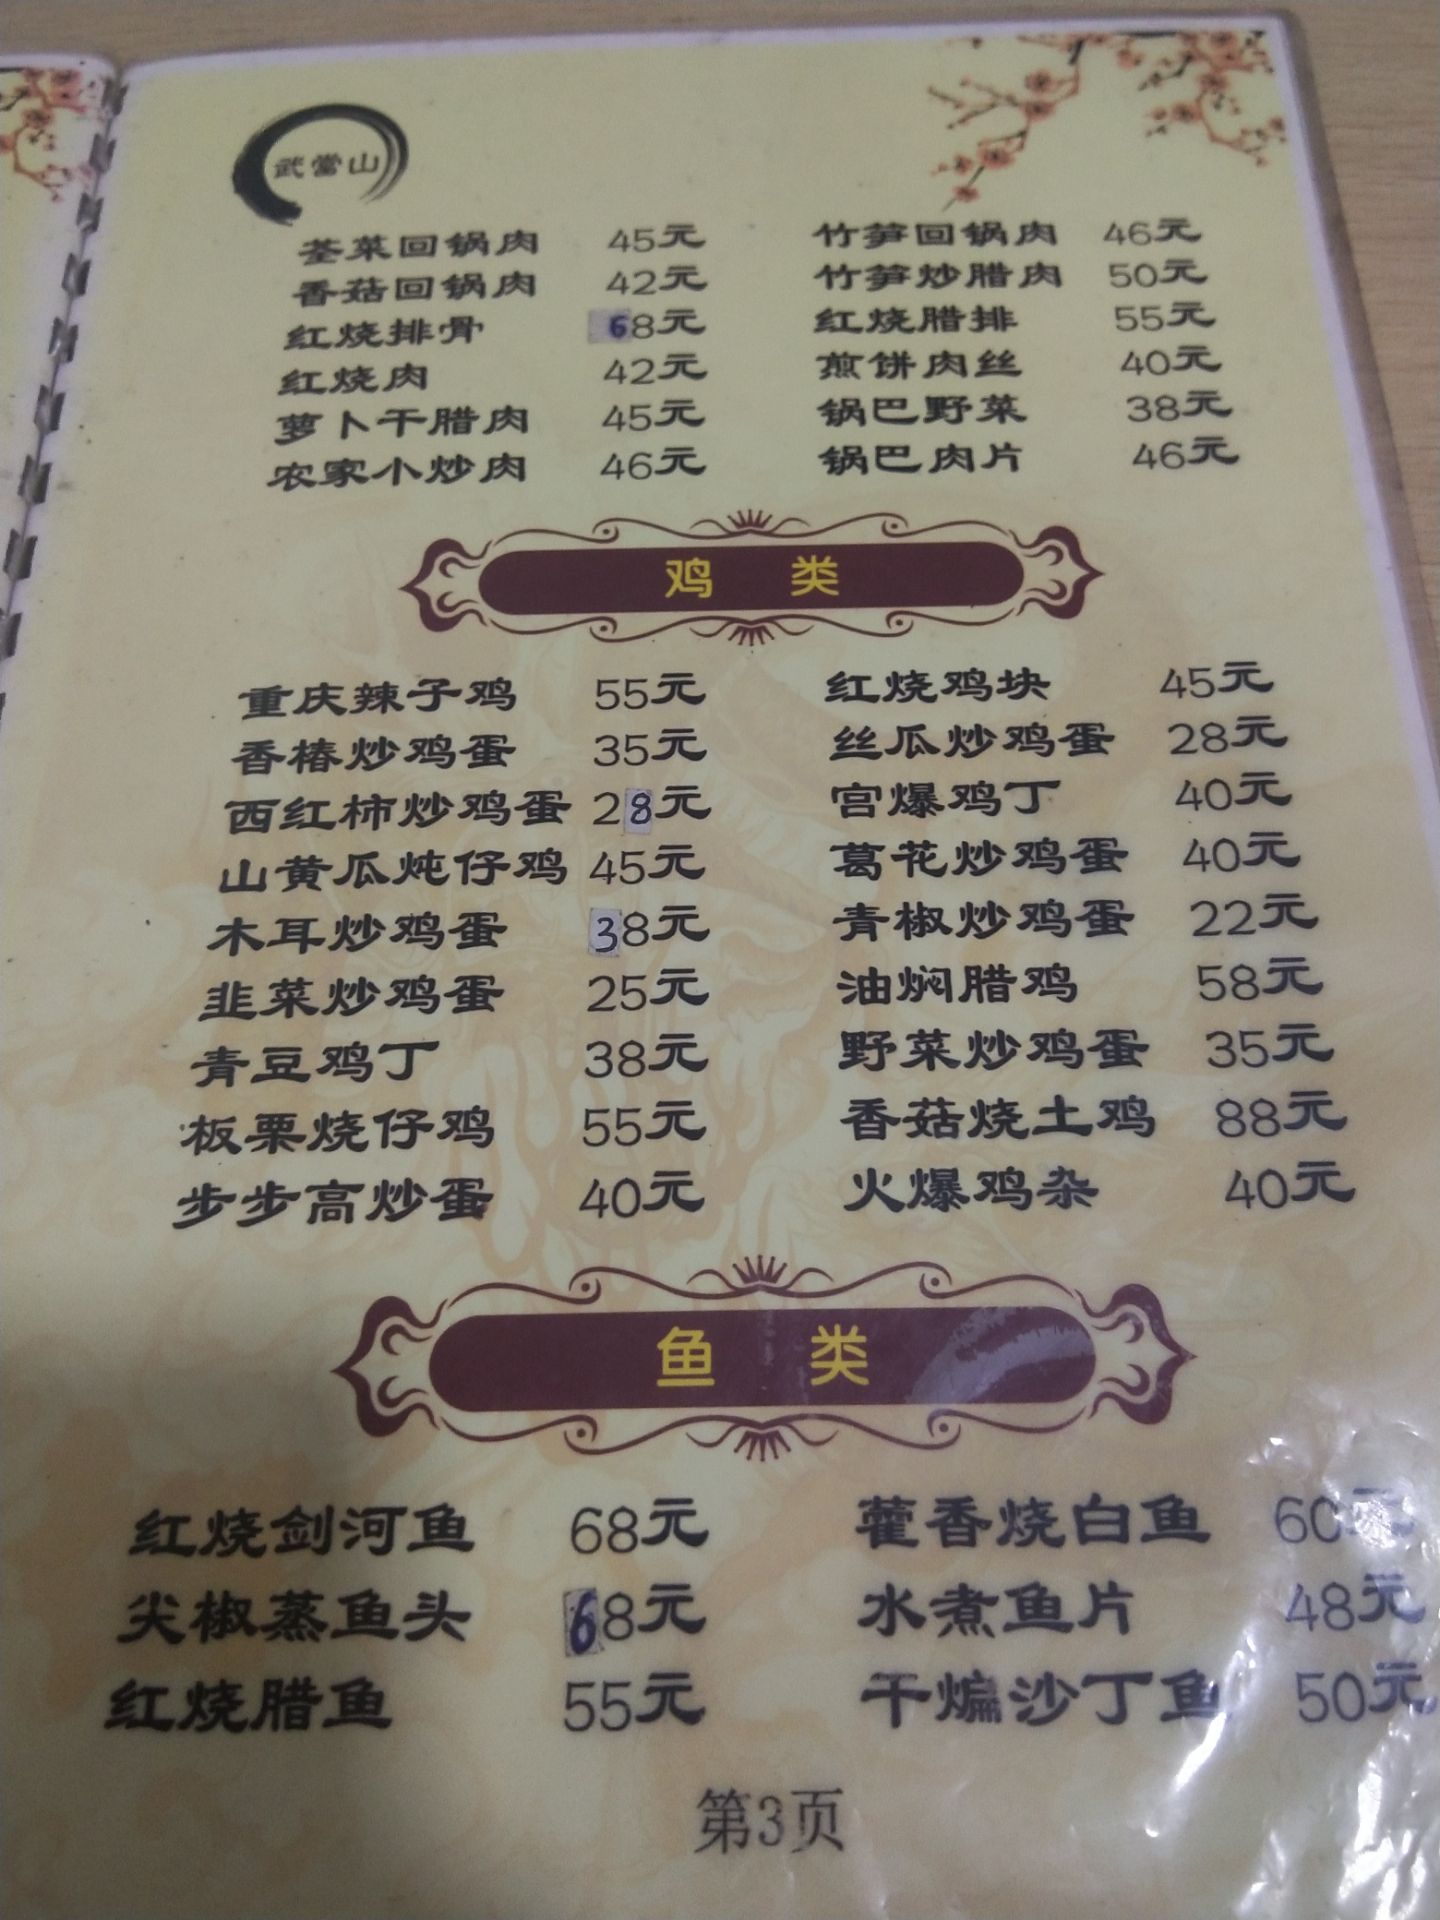 武當山
荃菜回锅肉 45元 竹笋回锅肉 46元
香菇回锅肉 42元 竹笋炒腊肉 50元
红烧排骨 68元 红烧腊排 55元
红烧肉 42元 煎饼肉丝 40元
萝卜干腊肉 45元 锅巴野菜 38元
农家小炒肉 46元 锅巴肉片 46元
鸡 类
重庆辣子鸡 55元 红烧鸡块 45元
香椿炒鸡蛋 35元 丝瓜炒鸡蛋 28元
西红柿炒鸡蛋 28元 宫爆鸡丁 40元
山黄瓜炖仔鸡 45元 葛花炒鸡蛋 40元
木耳炒鸡蛋 38元 青椒炒鸡蛋 22元
韭菜炒鸡蛋 25元 油焖腊鸡 58元
青豆鸡丁 38元 野菜炒鸡蛋 35元
板栗烧仔鸡 55元 香菇烧土鸡 88元
步步高炒蛋 40元 火爆鸡杂 40元
鱼 类
红烧剑河鱼 68元 藿香烧白鱼 60元
尖椒蒸鱼头 68元 水煮鱼片 48元
红烧腊鱼 55元 干煸沙丁鱼 50元
第3页